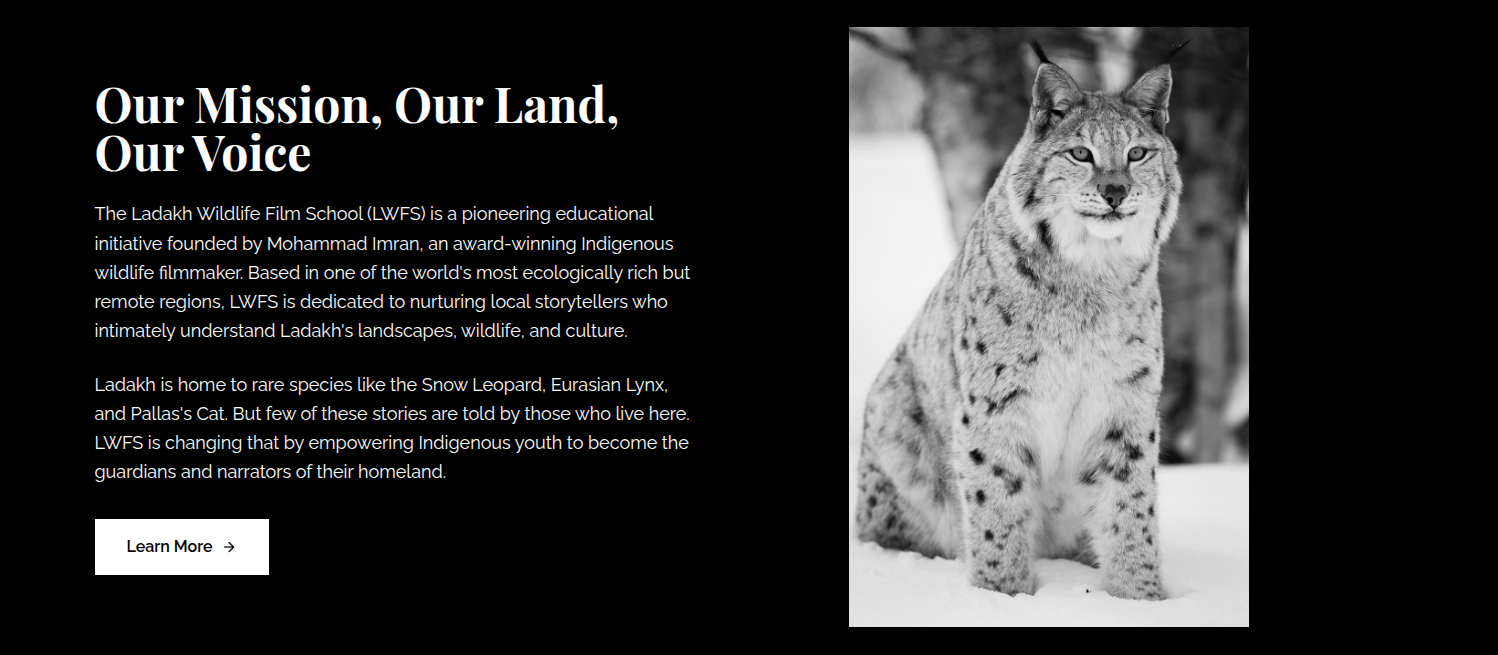 Our Mission, Our Land,
Our Voice
The Ladakh Wildlife Film School (LWFS) is a pioneering educational
initiative founded by Mohammad Imran, an award-winning Indigenous
wildlife filmmaker. Based in one of the world's most ecologically rich but
remote regions, LWFS is dedicated to nurturing local storytellers who
intimately understand Ladakh's landscapes, wildlife, and culture.
Ladakh is home to rare species like the Snow Leopard, Eurasian Lynx,
and Pallas's Cat. But few of these stories are told by those who live here.
LWFS is changing that by empowering Indigenous youth to become the
guardians and narrators of their homeland.
Learn More →